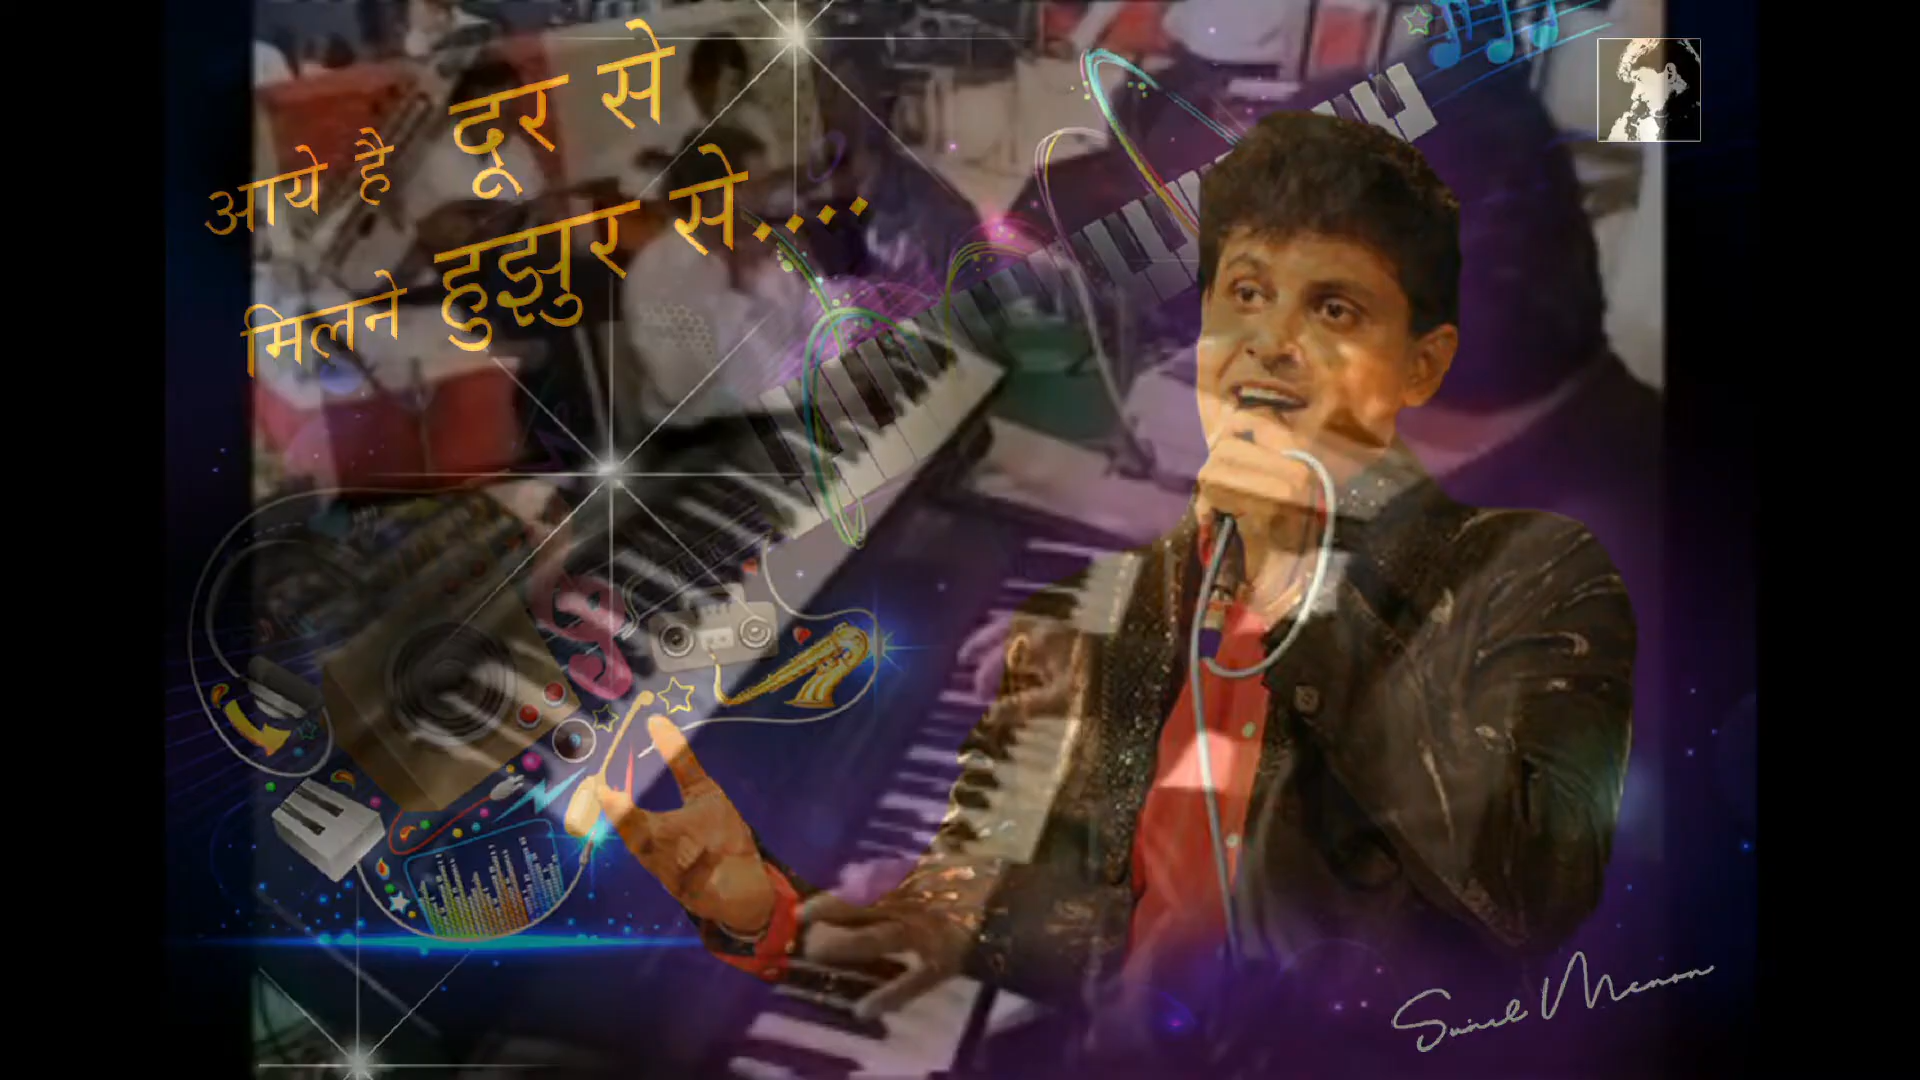 आये है दूर से
मिलने हुझुर से....
Sunil Menon